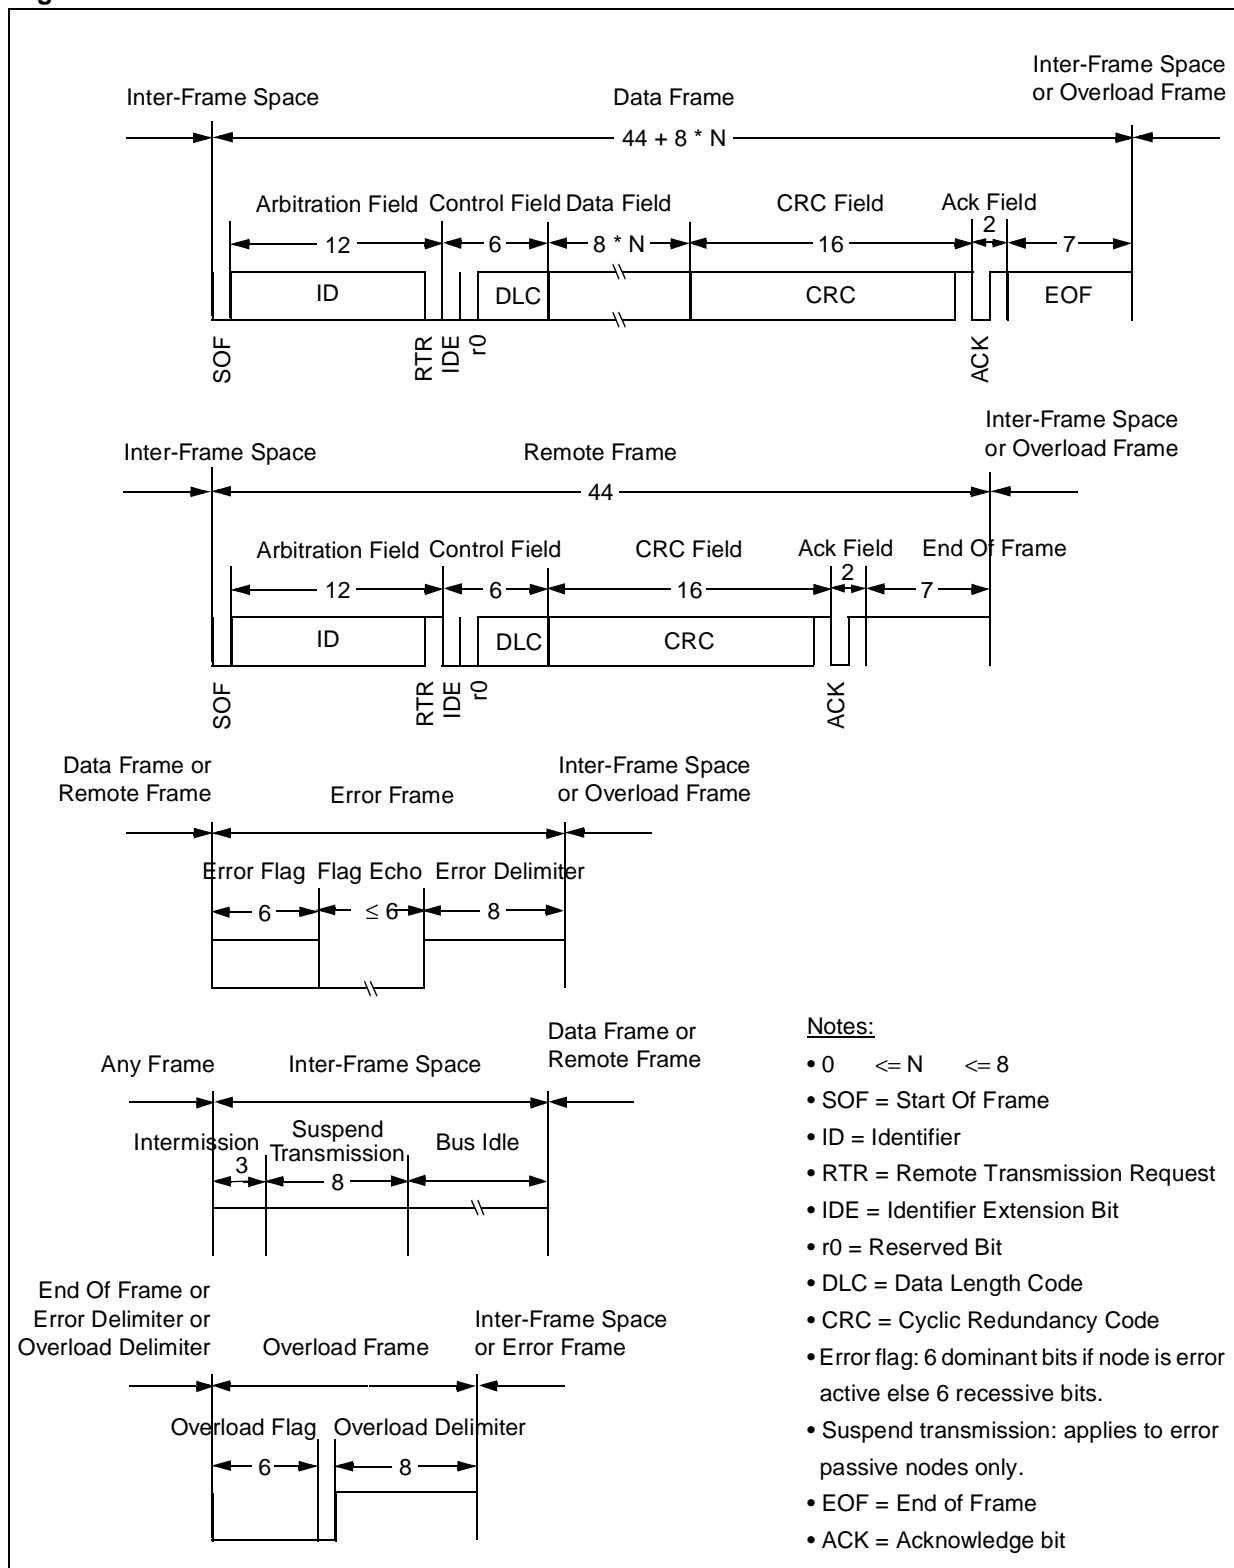 Inter-Frame Space
Data Frame
Inter-Frame Space
or Overload Frame
44 + 8 * N
Arbitration Field
Control Field
Data Field
CRC Field
Ack Field
12
6
8 * N
16
2
7
ID
DLC
CRC
EOF
SOF
RTR
IDE
r0
ACK
Inter-Frame Space
Remote Frame
Inter-Frame Space
or Overload Frame
44
Arbitration Field
Control Field
CRC Field
Ack Field
End Of Frame
12
6
16
2
7
ID
DLC
CRC
SOF
RTR
IDE
r0
ACK
Data Frame or
Remote Frame
Error Frame
Inter-Frame Space
or Overload Frame
Error Flag
Flag Echo
Error Delimiter
6
≤ 6
8
Any Frame
Inter-Frame Space
Data Frame or
Remote Frame
Intermission
Suspend
Transmission
Bus Idle
3
8
End Of Frame or
Error Delimiter or
Overload Delimiter
Overload Frame
Inter-Frame Space
or Error Frame
Overload Flag
Overload Delimiter
6
8
Notes:
• 0 <= N <= 8
• SOF = Start Of Frame
• ID = Identifier
• RTR = Remote Transmission Request
• IDE = Identifier Extension Bit
• r0 = Reserved Bit
• DLC = Data Length Code
• CRC = Cyclic Redundancy Code
• Error flag: 6 dominant bits if node is error
active else 6 recessive bits.
• Suspend transmission: applies to error
passive nodes only.
• EOF = End of Frame
• ACK = Acknowledge bit